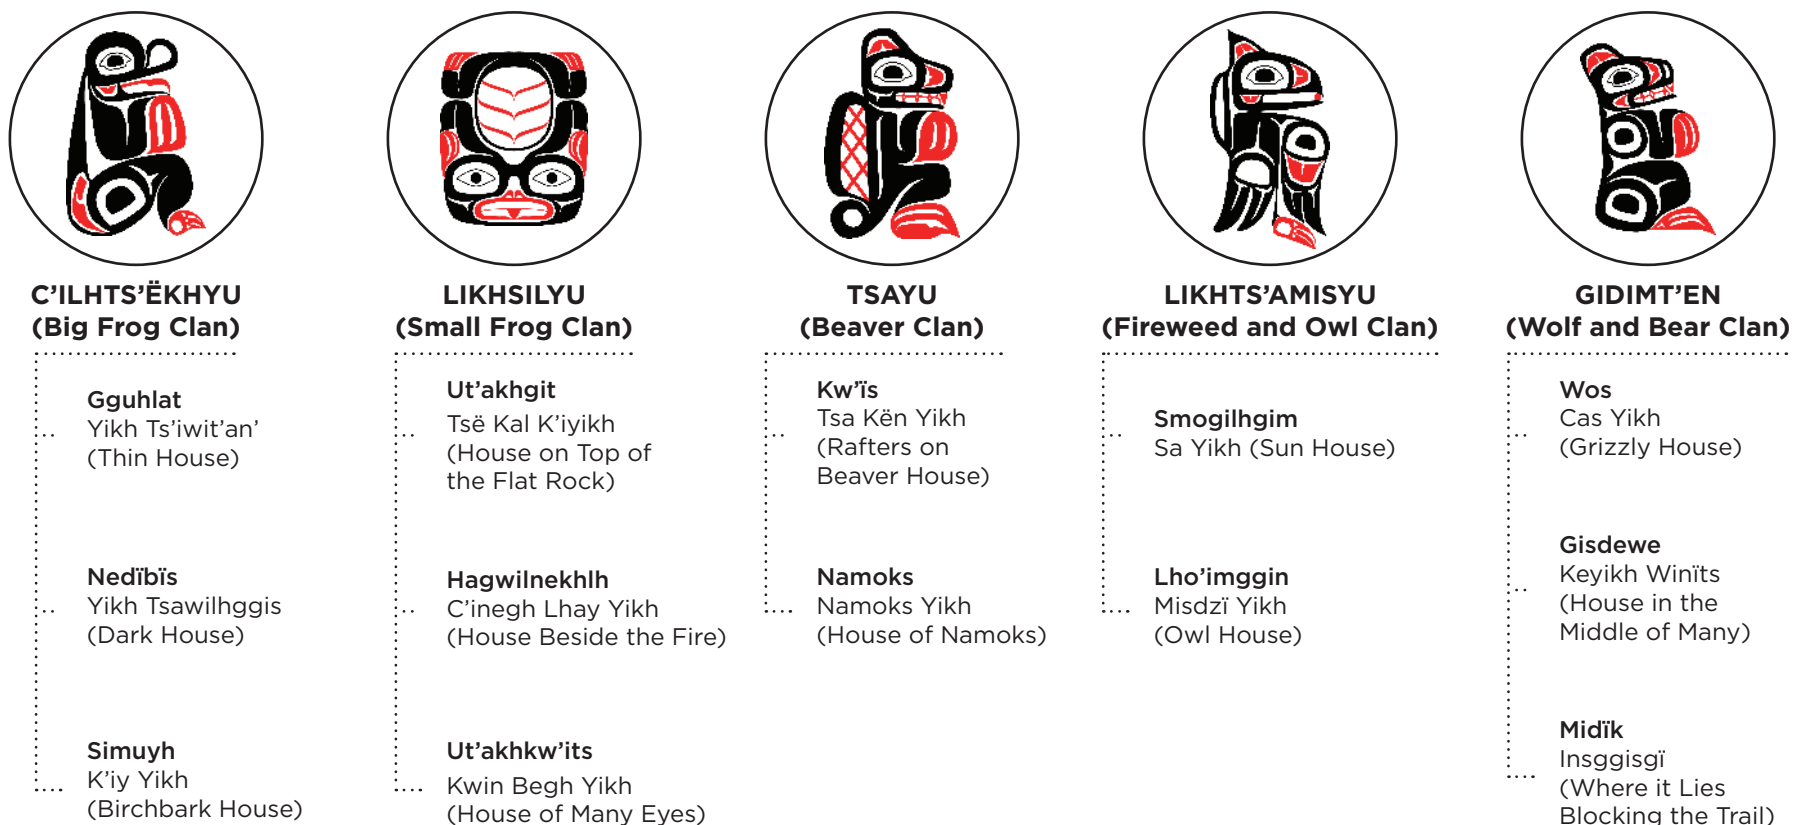 C’ILHTS’ËKHYU
(Big Frog Clan)
Gguhlat
Yikh Ts’iwit’an’
(Thin House)
Nedïbïs
Yikh Tsawilhggis
(Dark House)
Simuyh
K’iy Yikh
(Birchbark House)
LIKHSILYU
(Small Frog Clan)
Ut’akhgit
Tsë Kal K’iyikh
(House on Top of
the Flat Rock)
Hagwilnekhlh
C’inegh Lhay Yikh
(House Beside the Fire)
Ut’akhkw’its
Kwin Begh Yikh
(House of Many Eyes)
TSAYU
(Beaver Clan)
Kw’ïs
Tsa Kën Yikh
(Rafters on
Beaver House)
Namoks
Namoks Yikh
(House of Namoks)
LIKHTS’AMISYU
(Fireweed and Owl Clan)
Smogilhgim
Sa Yikh (Sun House)
Lho’imggin
Misdzï Yikh
(Owl House)
GIDIMT’EN
(Wolf and Bear Clan)
Wos
Cas Yikh
(Grizzly House)
Gisdewe
Keyikh Winïts
(House in the
Middle of Many)
Midïk
Insggisgï
(Where it Lies
Blocking the Trail)